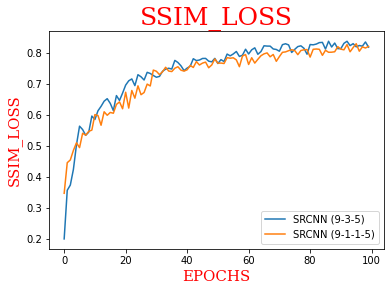 SSIM_LOSS
SSIM_LOSS
0.8
0.7
0.6
0.5
0.4
0.3
0.2
0
20
40
60
80
100
EPOCHS
SRCNN (9-3-5)
SRCNN (9-1-1-5)